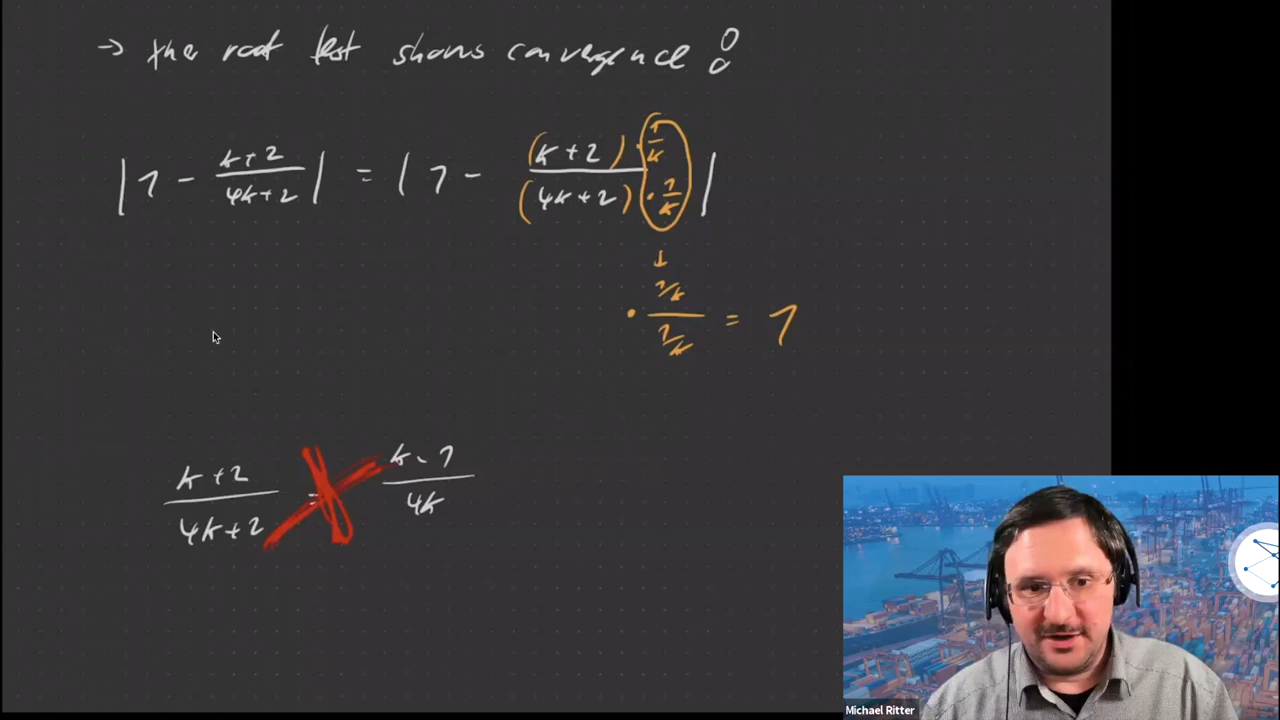 → the root test shows convergence !
|1 - (k+2)/(4k+2)| = |1 - ((k+2) · 1/k)/((4k+2) · 1/k)|
↓
· (1/k)/(1/k) = 1
(k+2)/(4k+2) = (k+1)/(4k)
Michael Ritter